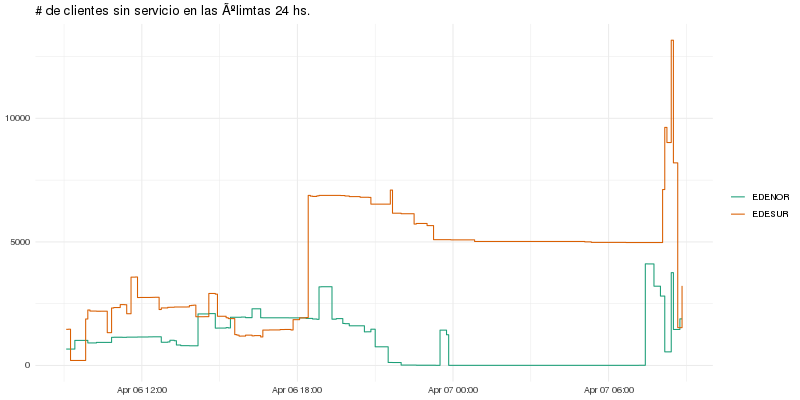 # de clientes sin servicio en las Ãºlimtas 24 hs.
10000
5000
0
Apr 06 12:00
Apr 06 18:00
Apr 07 00:00
Apr 07 06:00
EDENOR
EDESUR